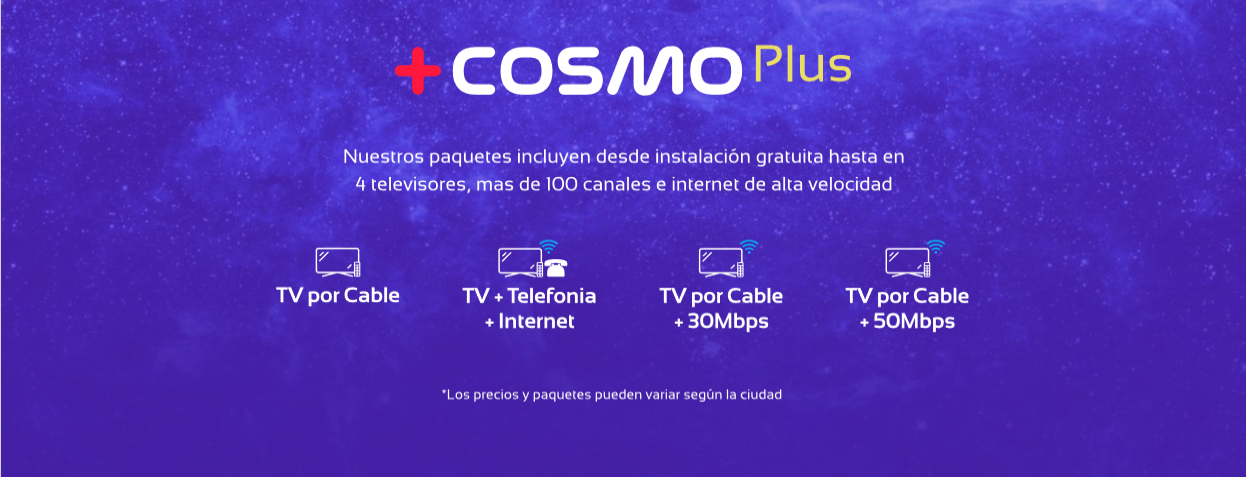 +COSMO Plus
Nuestros paquetes incluyen desde instalación gratuita hasta en
4 televisores, mas de 100 canales e internet de alta velocidad
TV por Cable
TV + Telefonia
+ Internet
TV por Cable
+ 30Mbps
TV por Cable
+ 50Mbps
*Los precios y paquetes pueden variar según la ciudad